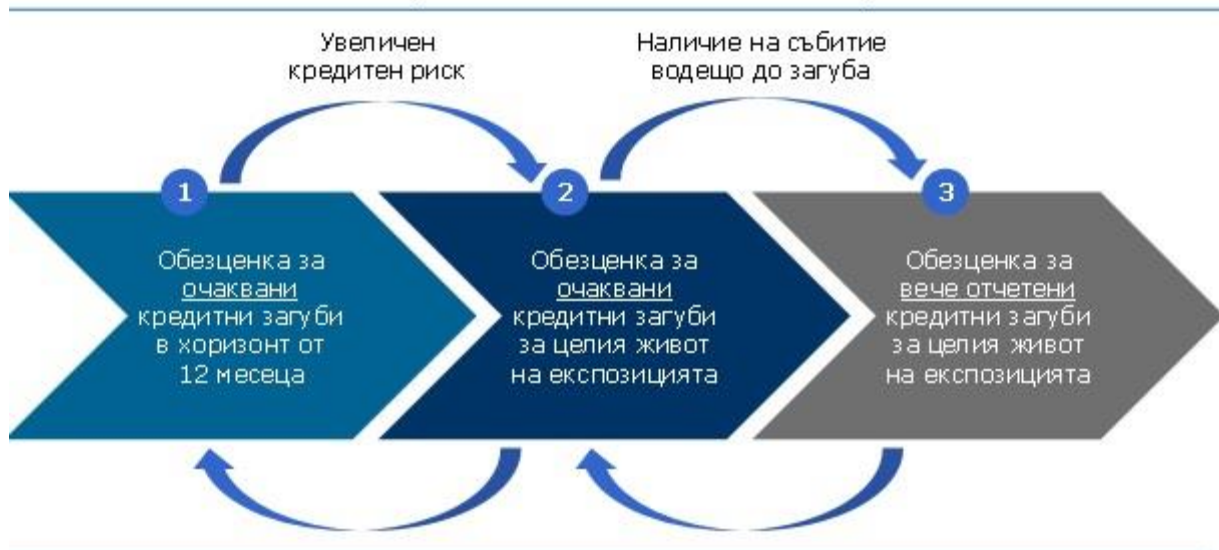 Увеличен
кредитен риск
Наличие на събитие
водещо до загуба
1
2
3
Обезценка за
очаквани
кредитни загуби
в хоризонт от
12 месеца
Обезценка за
очаквани
кредитни загуби
за целия живот
на експозицията
Обезценка за
вече отчетени
кредитни загуби
за целия живот
на експозицията